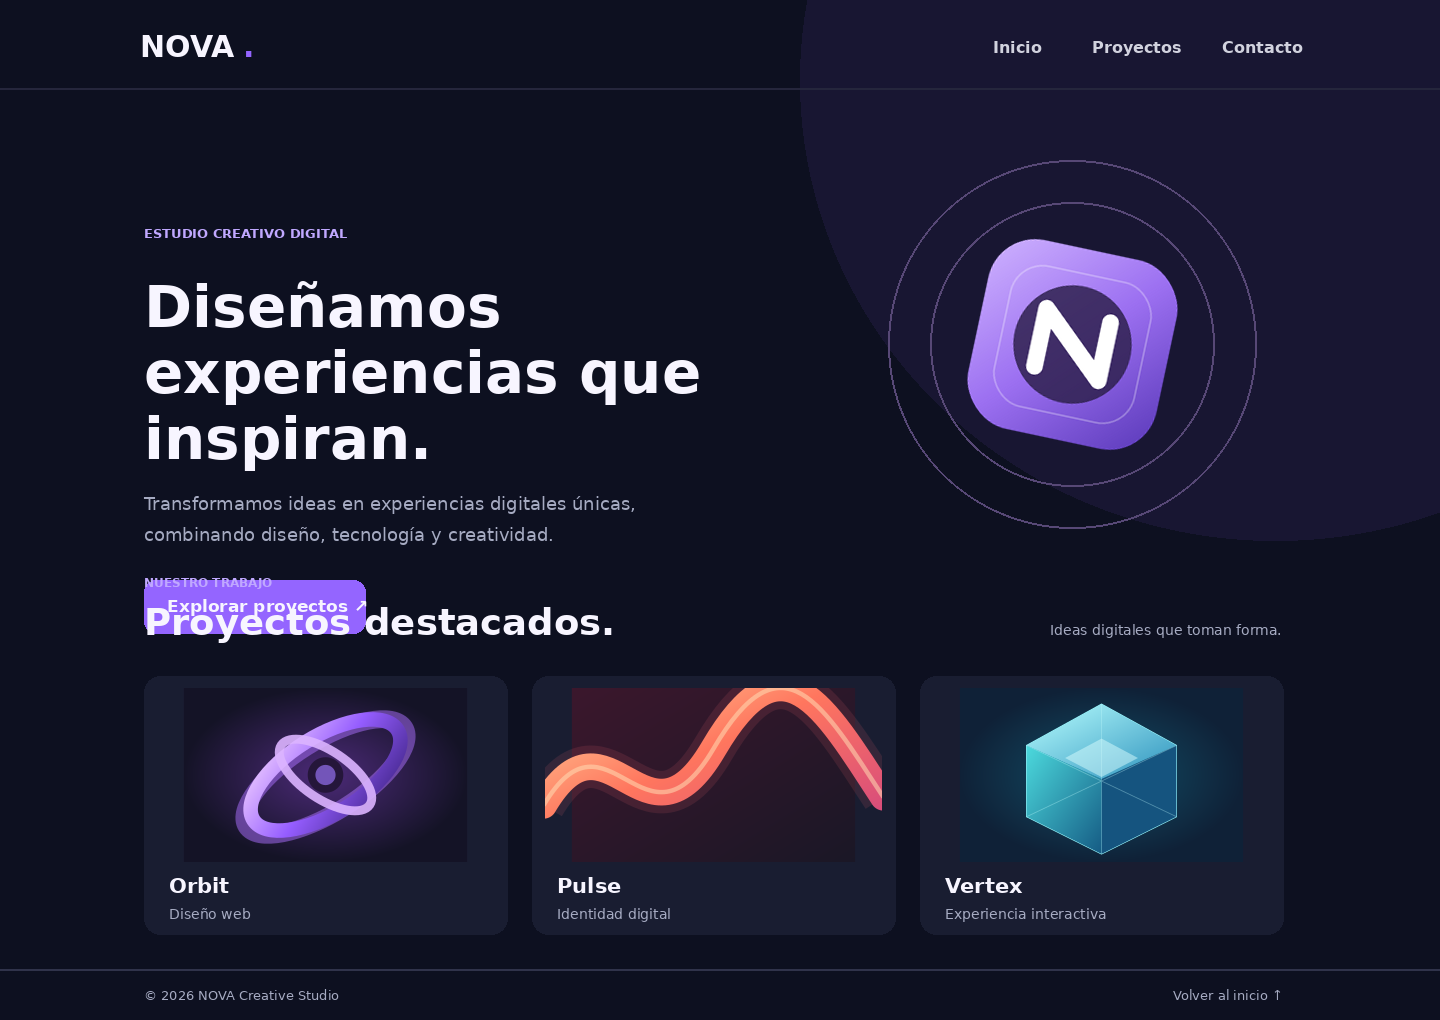 NOVA .
Inicio Proyectos Contacto
ESTUDIO CREATIVO DIGITAL
Diseñamos
experiencias que
inspiran.
Transformamos ideas en experiencias digitales únicas,
combinando diseño, tecnología y creatividad.
NUESTRO TRABAJO
Explorar proyectos ↗
Proyectos destacados.
Ideas digitales que toman forma.
N
Orbit
Diseño web
Pulse
Identidad digital
Vertex
Experiencia interactiva
© 2026 NOVA Creative Studio
Volver al inicio ↑